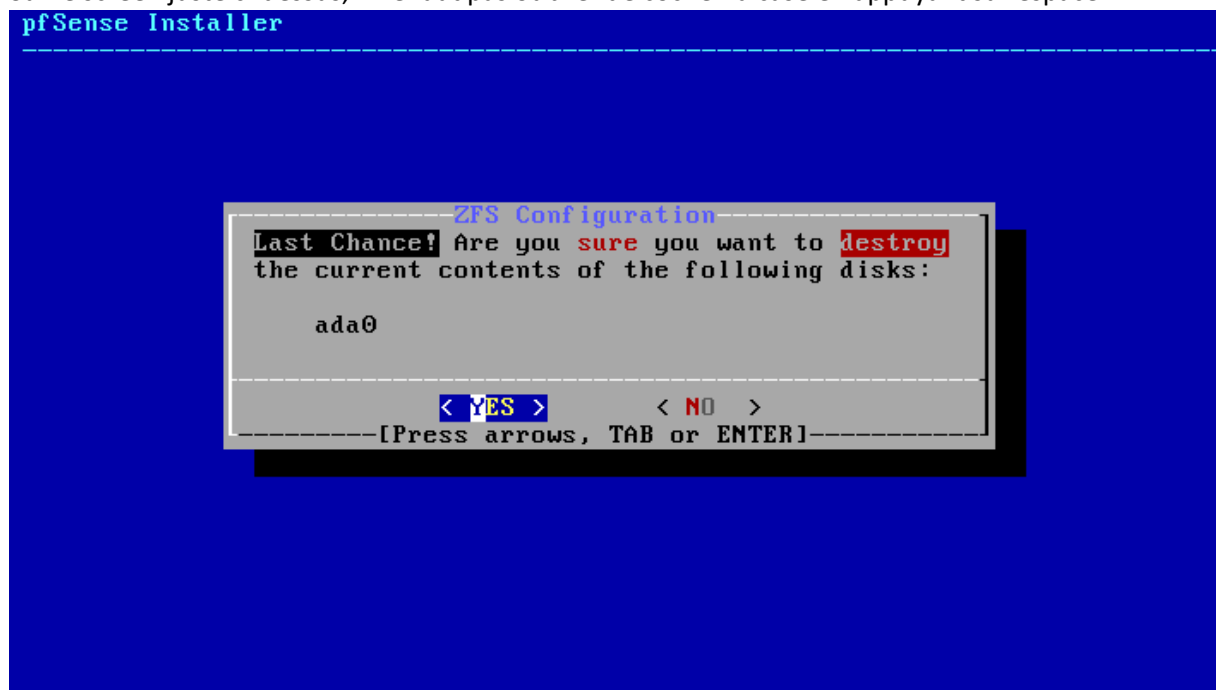 pfSense Installer
ZFS Configuration
Last Chance! Are you sure you want to destroy
the current contents of the following disks:
ada0
< YES > < NO >
[Press arrows, TAB or ENTER]